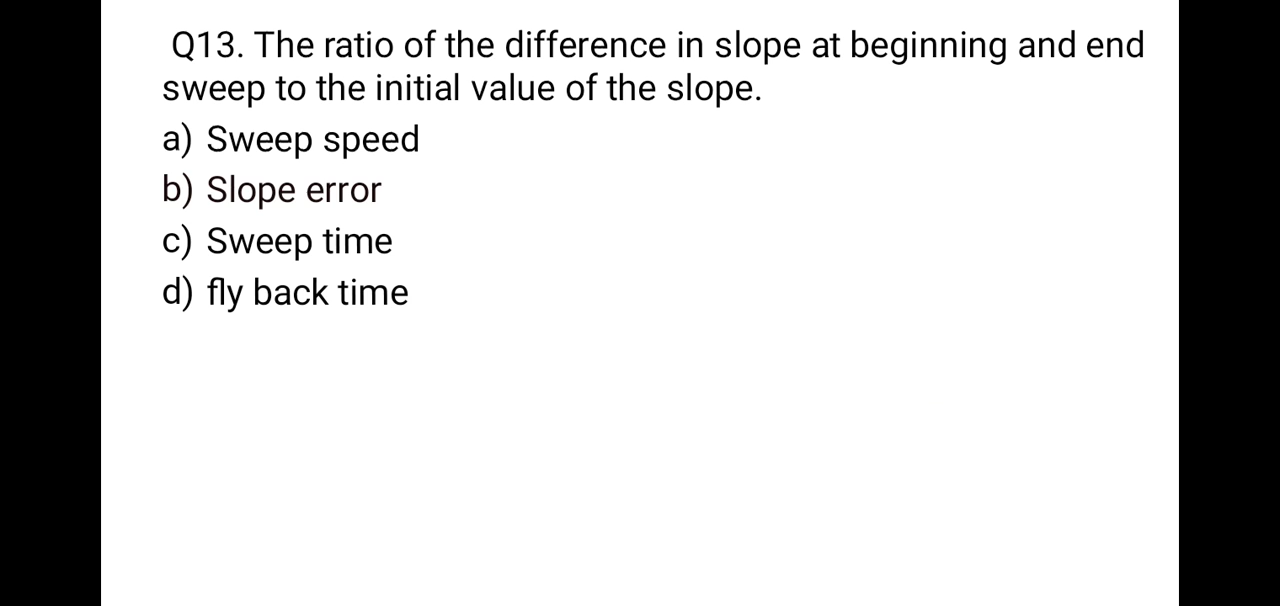 Q13. The ratio of the difference in slope at beginning and end
sweep to the initial value of the slope.
a) Sweep speed
b) Slope error
c) Sweep time
d) fly back time